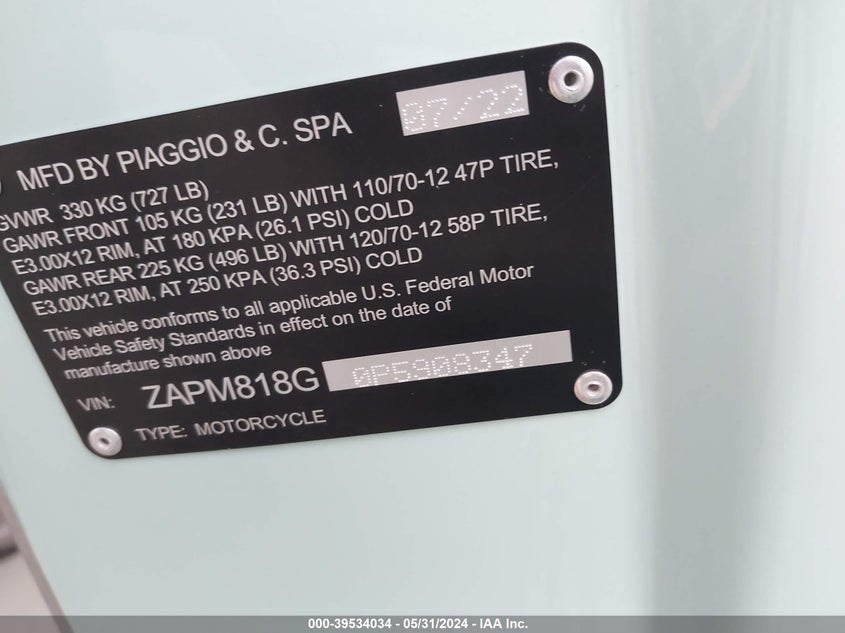 07/22
MFD BY PIAGGIO & C. SPA
GVWR 330 KG (727 LB)
GAWR FRONT 105 KG (231 LB) WITH 110/70-12 47P TIRE,
E3.00X12 RIM, AT 180 KPA (26.1 PSI) COLD
GAWR REAR 225 KG (496 LB) WITH 120/70-12 58P TIRE,
E3.00X12 RIM, AT 250 KPA (36.3 PSI) COLD
This vehicle conforms to all applicable U.S. Federal Motor
Vehicle Safety Standards in effect on the date of
manufacture shown above
VIN: ZAPM818G 0P5908347
TYPE: MOTORCYCLE
000-39534034 - 05/31/2024 - IAA Inc.